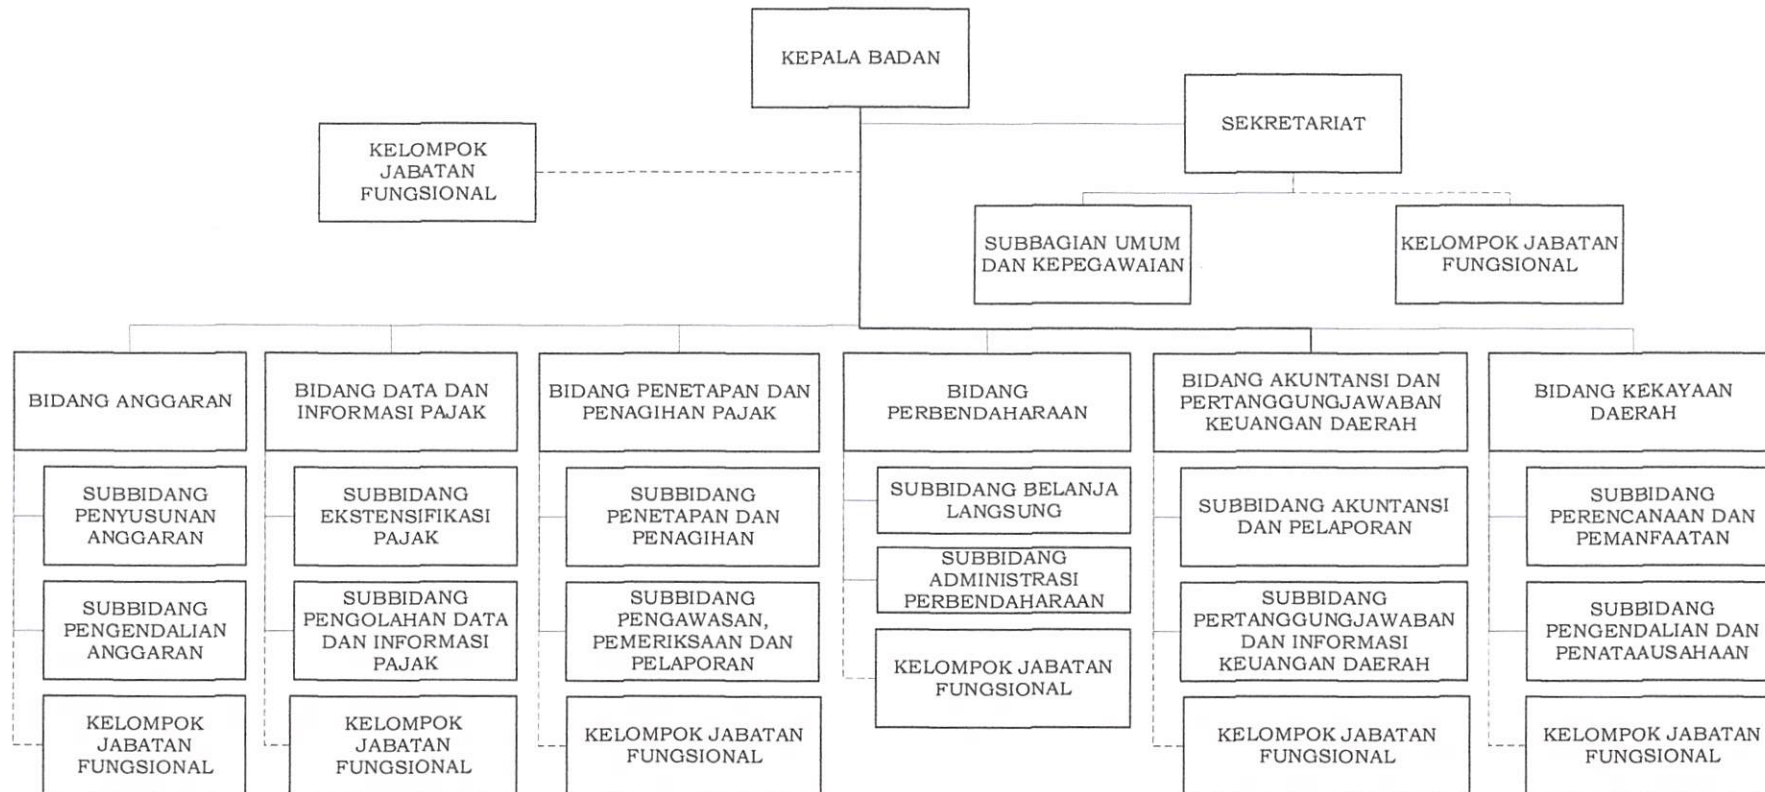 KEPALA BADAN
SEKRETARIAT
KELOMPOK
JABATAN
FUNGSIONAL
SUBBAGIAN UMUM
DAN KEPEGAWAIAN
KELOMPOK JABATAN
FUNGSIONAL
BIDANG ANGGARAN
BIDANG DATA DAN
INFORMASI PAJAK
BIDANG PENETAPAN DAN
PENAGIHAN PAJAK
BIDANG
PERBENDAHARAAN
BIDANG AKUNTANSI DAN
PERTANGGUNGJAWABAN
KEUANGAN DAERAH
BIDANG KEKAYAAN
DAERAH
SUBBIDANG
PENYUSUNAN
ANGGARAN
SUBBIDANG
EKSTENSIFIKASI
PAJAK
SUBBIDANG
PENETAPAN DAN
PENAGIHAN
SUBBIDANG BELANJA
LANGSUNG
SUBBIDANG AKUNTANSI
DAN PELAPORAN
SUBBIDANG
PERENCANAAN DAN
PEMANFAATAN
SUBBIDANG
PENGENDALIAN
ANGGARAN
SUBBIDANG
PENGOLAHAN DATA
DAN INFORMASI
PAJAK
SUBBIDANG
PENGAWASAN,
PEMERIKSAAN DAN
PELAPORAN
SUBBIDANG
ADMINISTRASI
PERBENDAHARAAN
SUBBIDANG
PERTANGGUNGJAWABAN
DAN INFORMASI
KEUANGAN DAERAH
SUBBIDANG
PENGENDALIAN DAN
PENATAAUSAHAAN
KELOMPOK
JABATAN
FUNGSIONAL
KELOMPOK
JABATAN
FUNGSIONAL
KELOMPOK JABATAN
FUNGSIONAL
KELOMPOK JABATAN
FUNGSIONAL
KELOMPOK JABATAN
FUNGSIONAL
KELOMPOK JABATAN
FUNGSIONAL